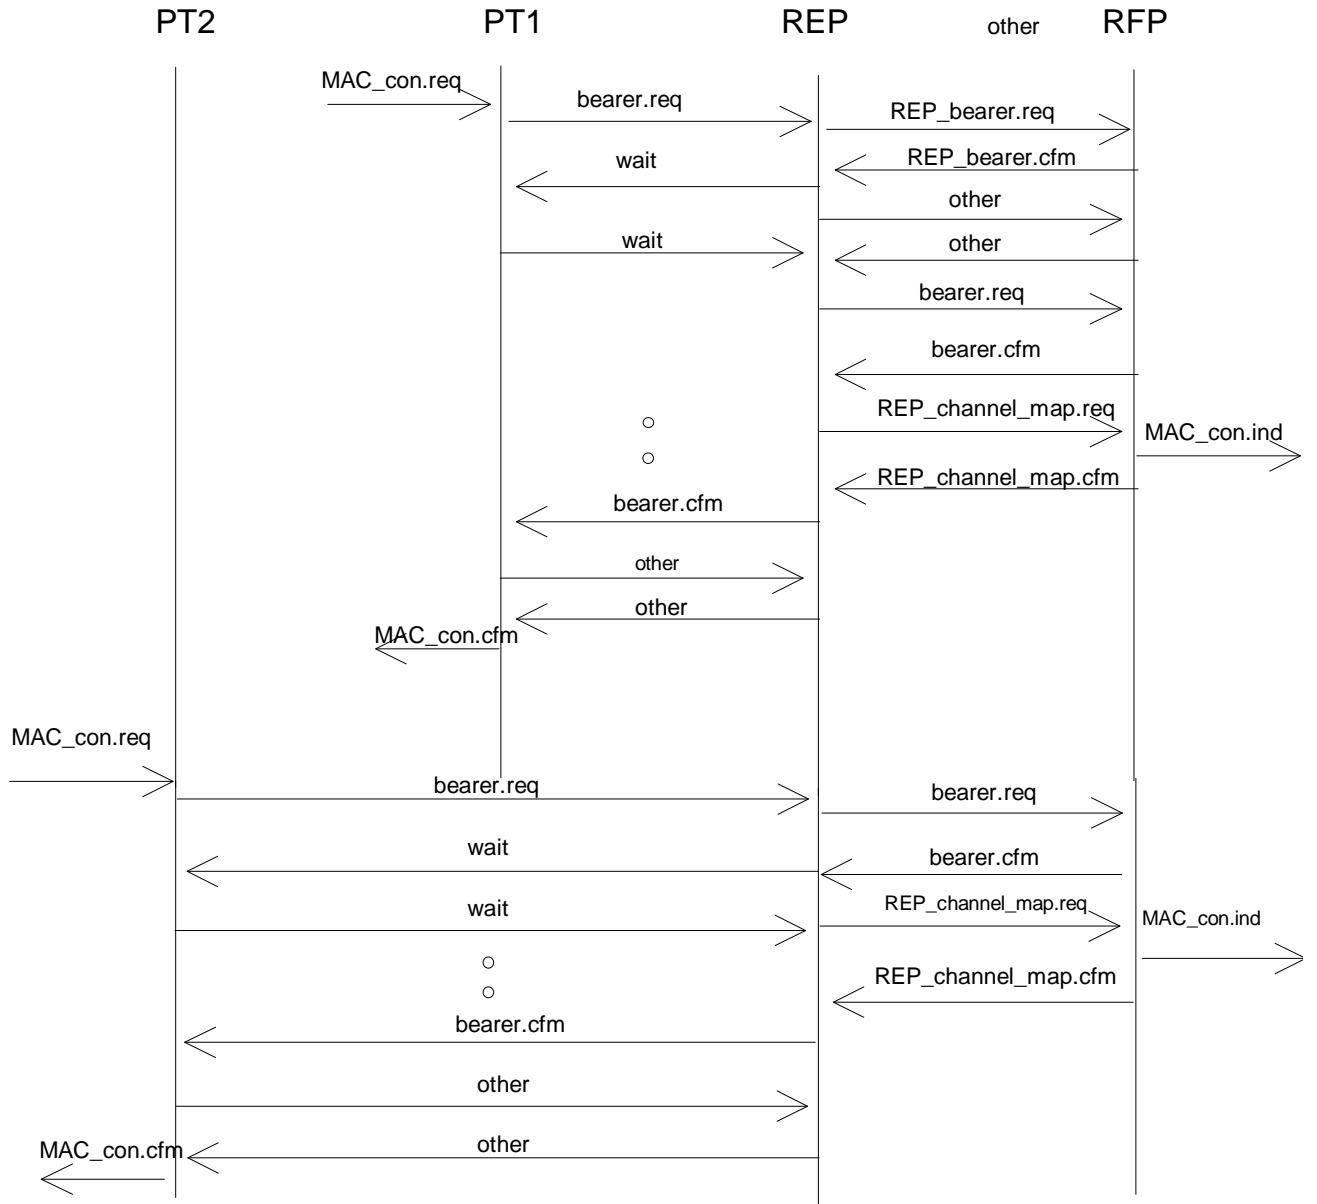 PT2 PT1 REP other RFP
MAC_con.req
bearer.req
REP_bearer.req
wait
REP_bearer.cfm
other
wait
other
bearer.req
bearer.cfm
REP_channel_map.req
MAC_con.ind
REP_channel_map.cfm
bearer.cfm
other
other
MAC_con.cfm
MAC_con.req
bearer.req
bearer.req
wait
bearer.cfm
wait
REP_channel_map.req
MAC_con.ind
REP_channel_map.cfm
bearer.cfm
other
other
MAC_con.cfm